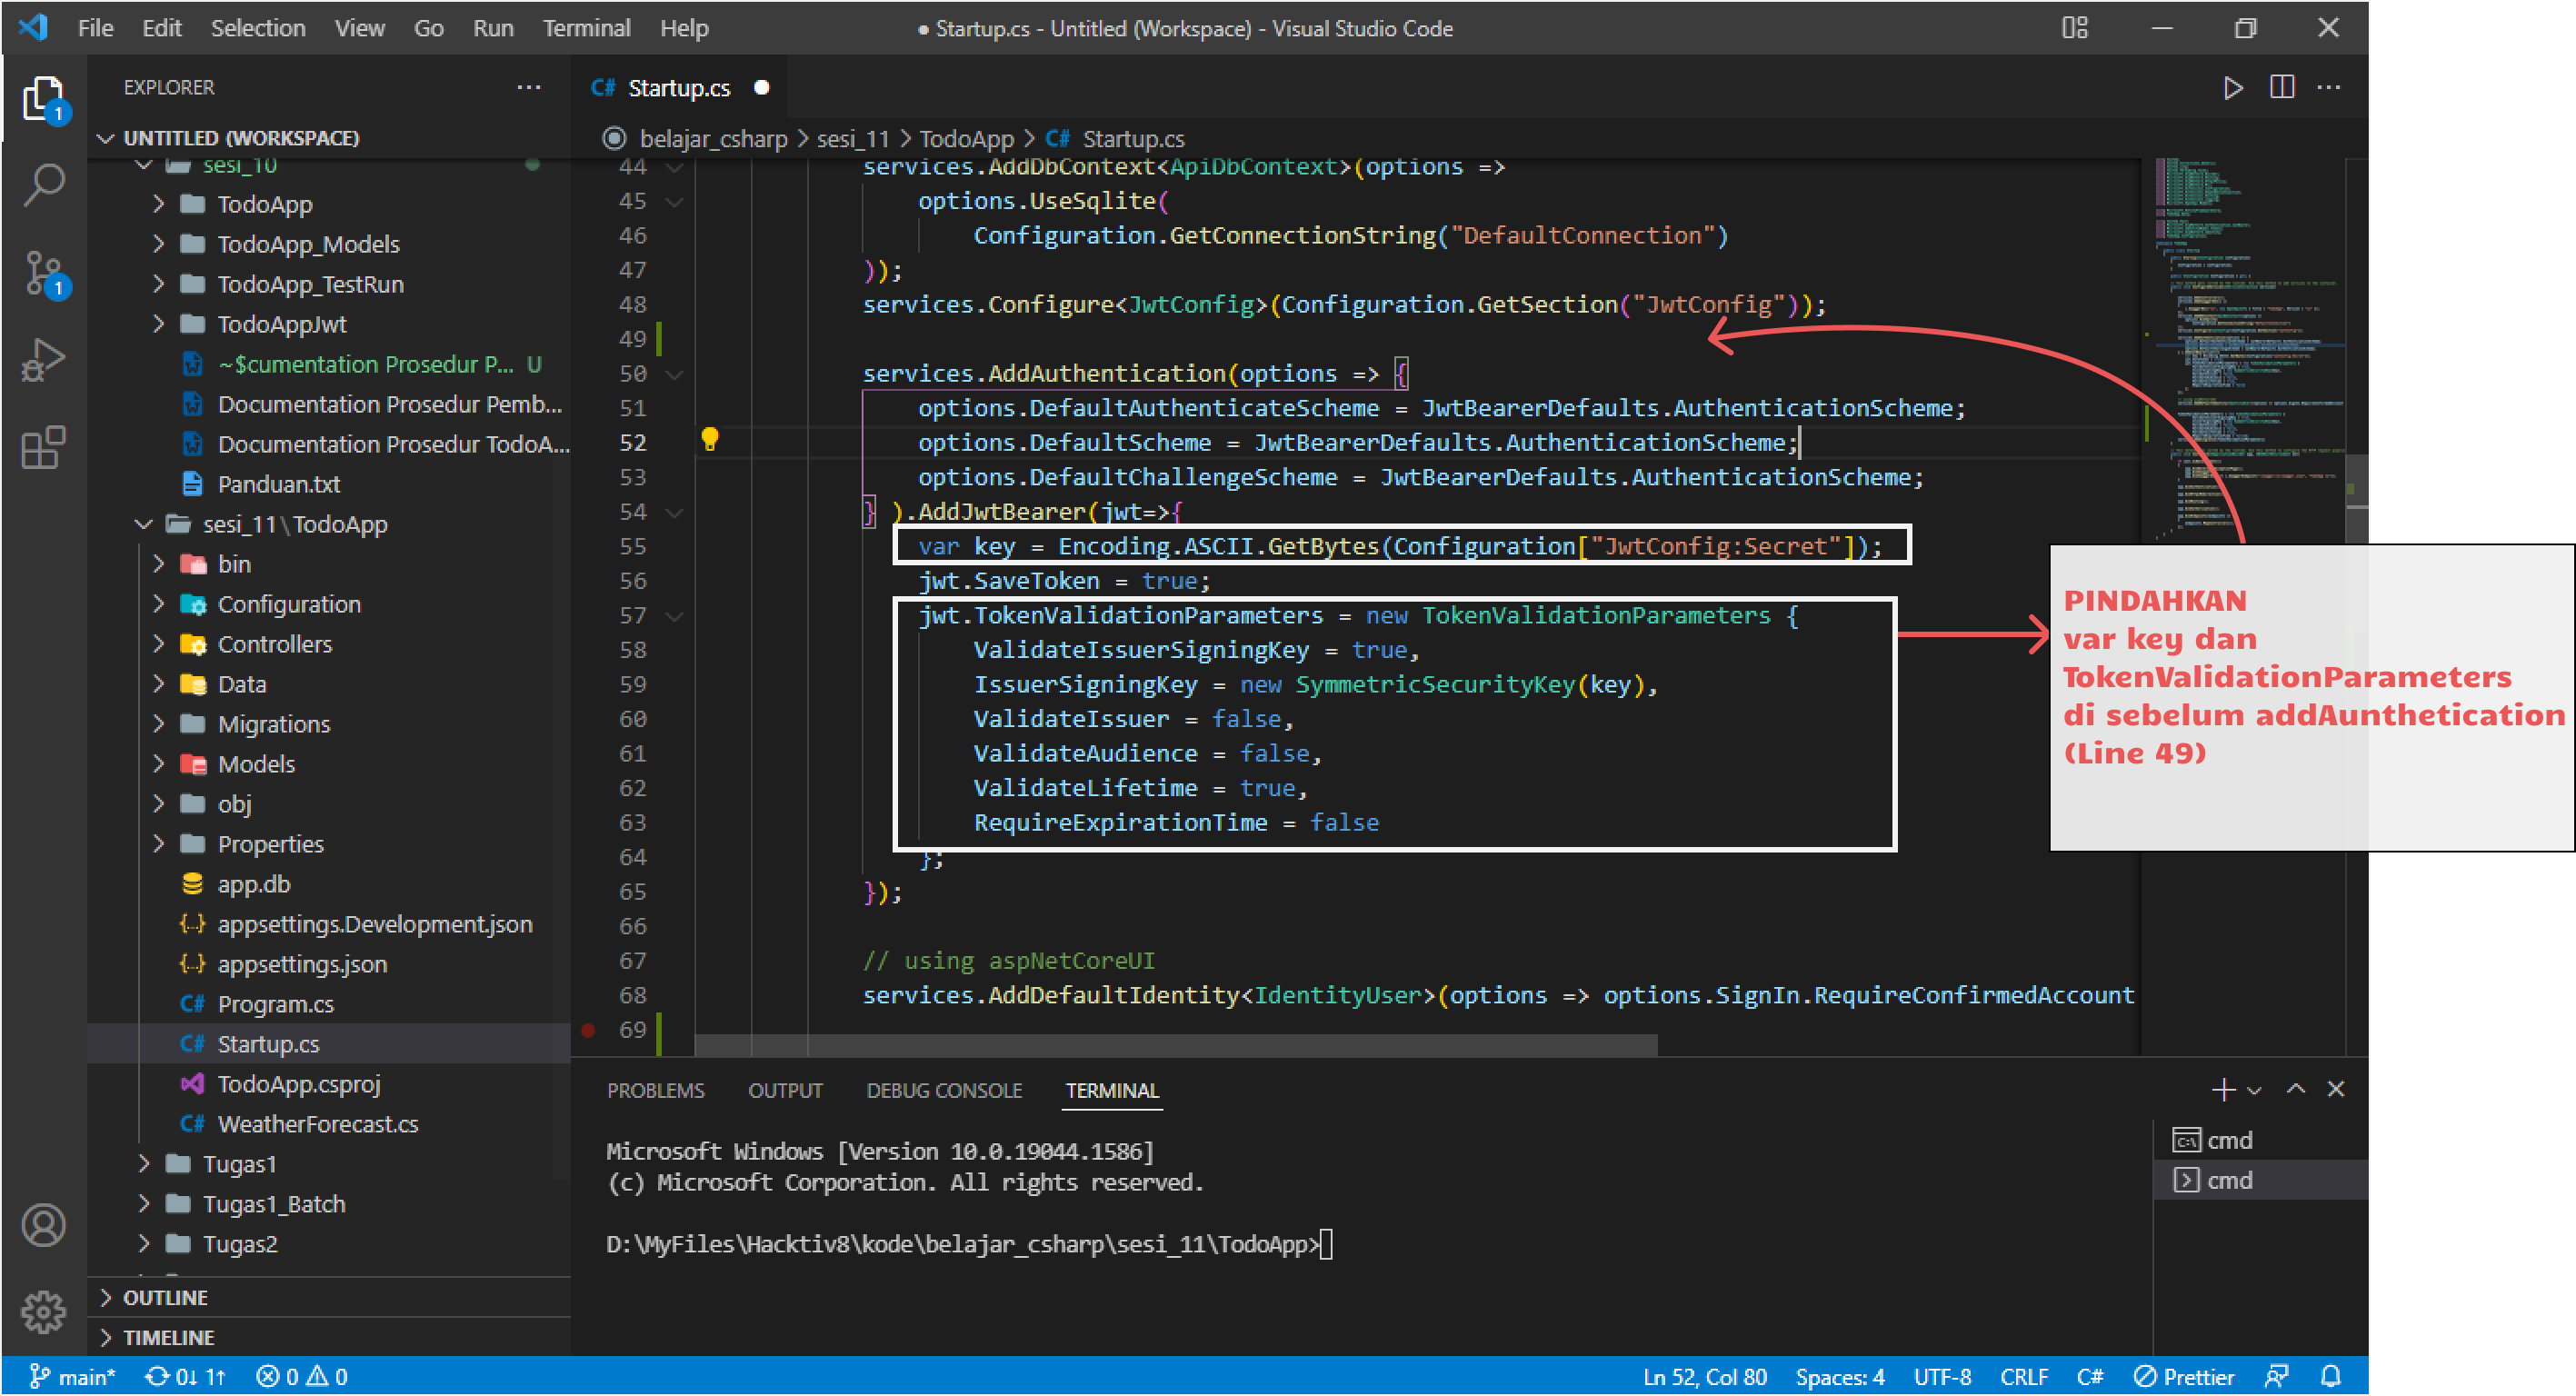 File Edit Selection View Go Run Terminal Help
● Startup.cs - Untitled (Workspace) - Visual Studio Code
EXPLORER
UNTITLED (WORKSPACE)
sesi_10
TodoApp
TodoApp_Models
TodoApp_TestRun
TodoAppJwt
~$cumentation Prosedur P... U
Documentation Prosedur Pemb...
Documentation Prosedur TodoA...
Panduan.txt
sesi_11\TodoApp
bin
Configuration
Controllers
Data
Migrations
Models
obj
Properties
app.db
appsettings.Development.json
appsettings.json
C# Program.cs
C# Startup.cs
TodoApp.csproj
C# WeatherForecast.cs
Tugas1
Tugas1_Batch
Tugas2
OUTLINE
TIMELINE
C# Startup.cs
belajar_csharp > sesi_11 > TodoApp > C# Startup.cs
44 services.AddDbContext<ApiDbContext>(options =>
45 options.UseSqlite(
46 Configuration.GetConnectionString("DefaultConnection")
47 ));
48 services.Configure<JwtConfig>(Configuration.GetSection("JwtConfig"));
49
50 services.AddAuthentication(options => {
51 options.DefaultAuthenticateScheme = JwtBearerDefaults.AuthenticationScheme;
52 options.DefaultScheme = JwtBearerDefaults.AuthenticationScheme;
53 options.DefaultChallengeScheme = JwtBearerDefaults.AuthenticationScheme;
54 } ).AddJwtBearer(jwt=>{
55 var key = Encoding.ASCII.GetBytes(Configuration["JwtConfig:Secret"]);
56 jwt.SaveToken = true;
57 jwt.TokenValidationParameters = new TokenValidationParameters {
58 ValidateIssuerSigningKey = true,
59 IssuerSigningKey = new SymmetricSecurityKey(key),
60 ValidateIssuer = false,
61 ValidateAudience = false,
62 ValidateLifetime = true,
63 RequireExpirationTime = false
64 };
65 });
66
67 // using aspNetCoreUI
68 services.AddDefaultIdentity<IdentityUser>(options => options.SignIn.RequireConfirmedAccount
69
PINDAHKAN
var key dan
TokenValidationParameters
di sebelum addAunthetication
(Line 49)
PROBLEMS OUTPUT DEBUG CONSOLE TERMINAL
Microsoft Windows [Version 10.0.19044.1586]
(c) Microsoft Corporation. All rights reserved.
D:\MyFiles\Hacktiv8\kode\belajar_csharp\sesi_11\TodoApp>
cmd
cmd
main* 0↓ 1↑ 0 0
Ln 52, Col 80 Spaces: 4 UTF-8 CRLF C# Prettier